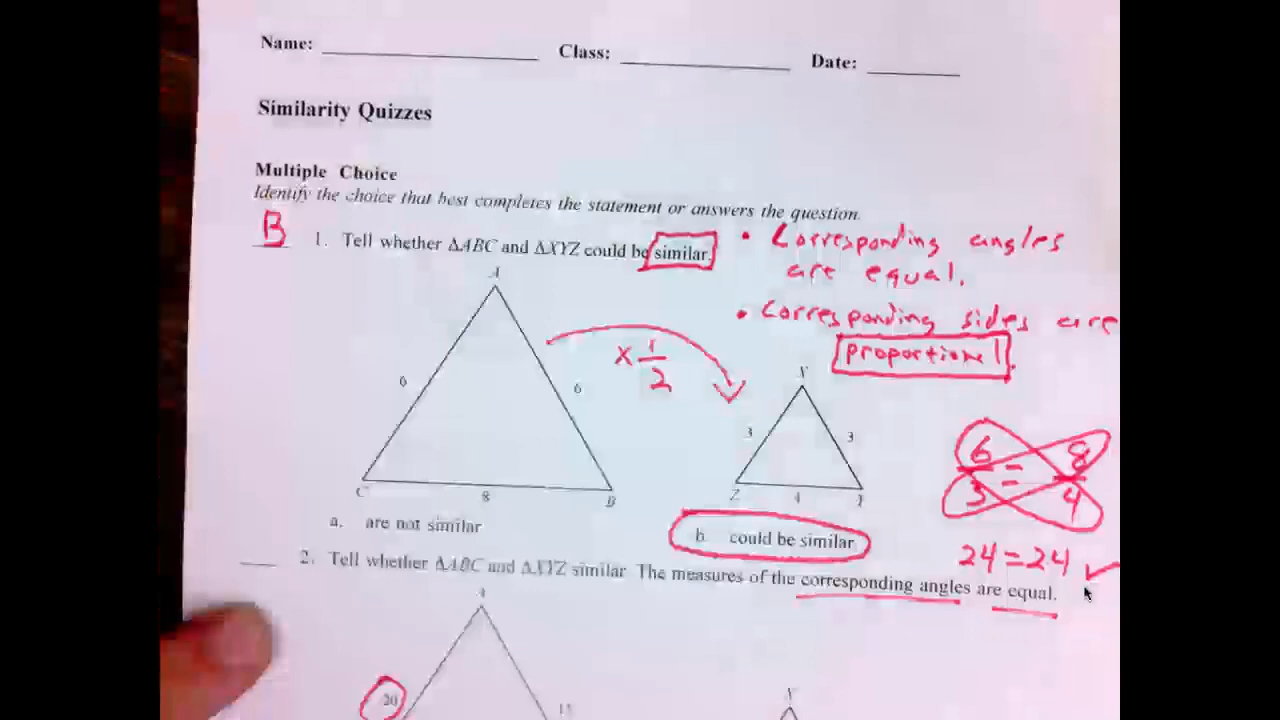 Name: Class: Date:
Similarity Quizzes
Multiple Choice
Identify the choice that best completes the statement or answers the question.
B 1. Tell whether ΔABC and ΔXYZ could be similar.
• Corresponding angles
are equal.
• Corresponding sides are
proportional.
A
6
6
C
8
B
× 1/2
3
3
Z
4
6/3 = 8/4
24 = 24 ✓
a. are not similar
b. could be similar
2. Tell whether ΔABC and ΔXYZ similar. The measures of the corresponding angles are equal.
A
20